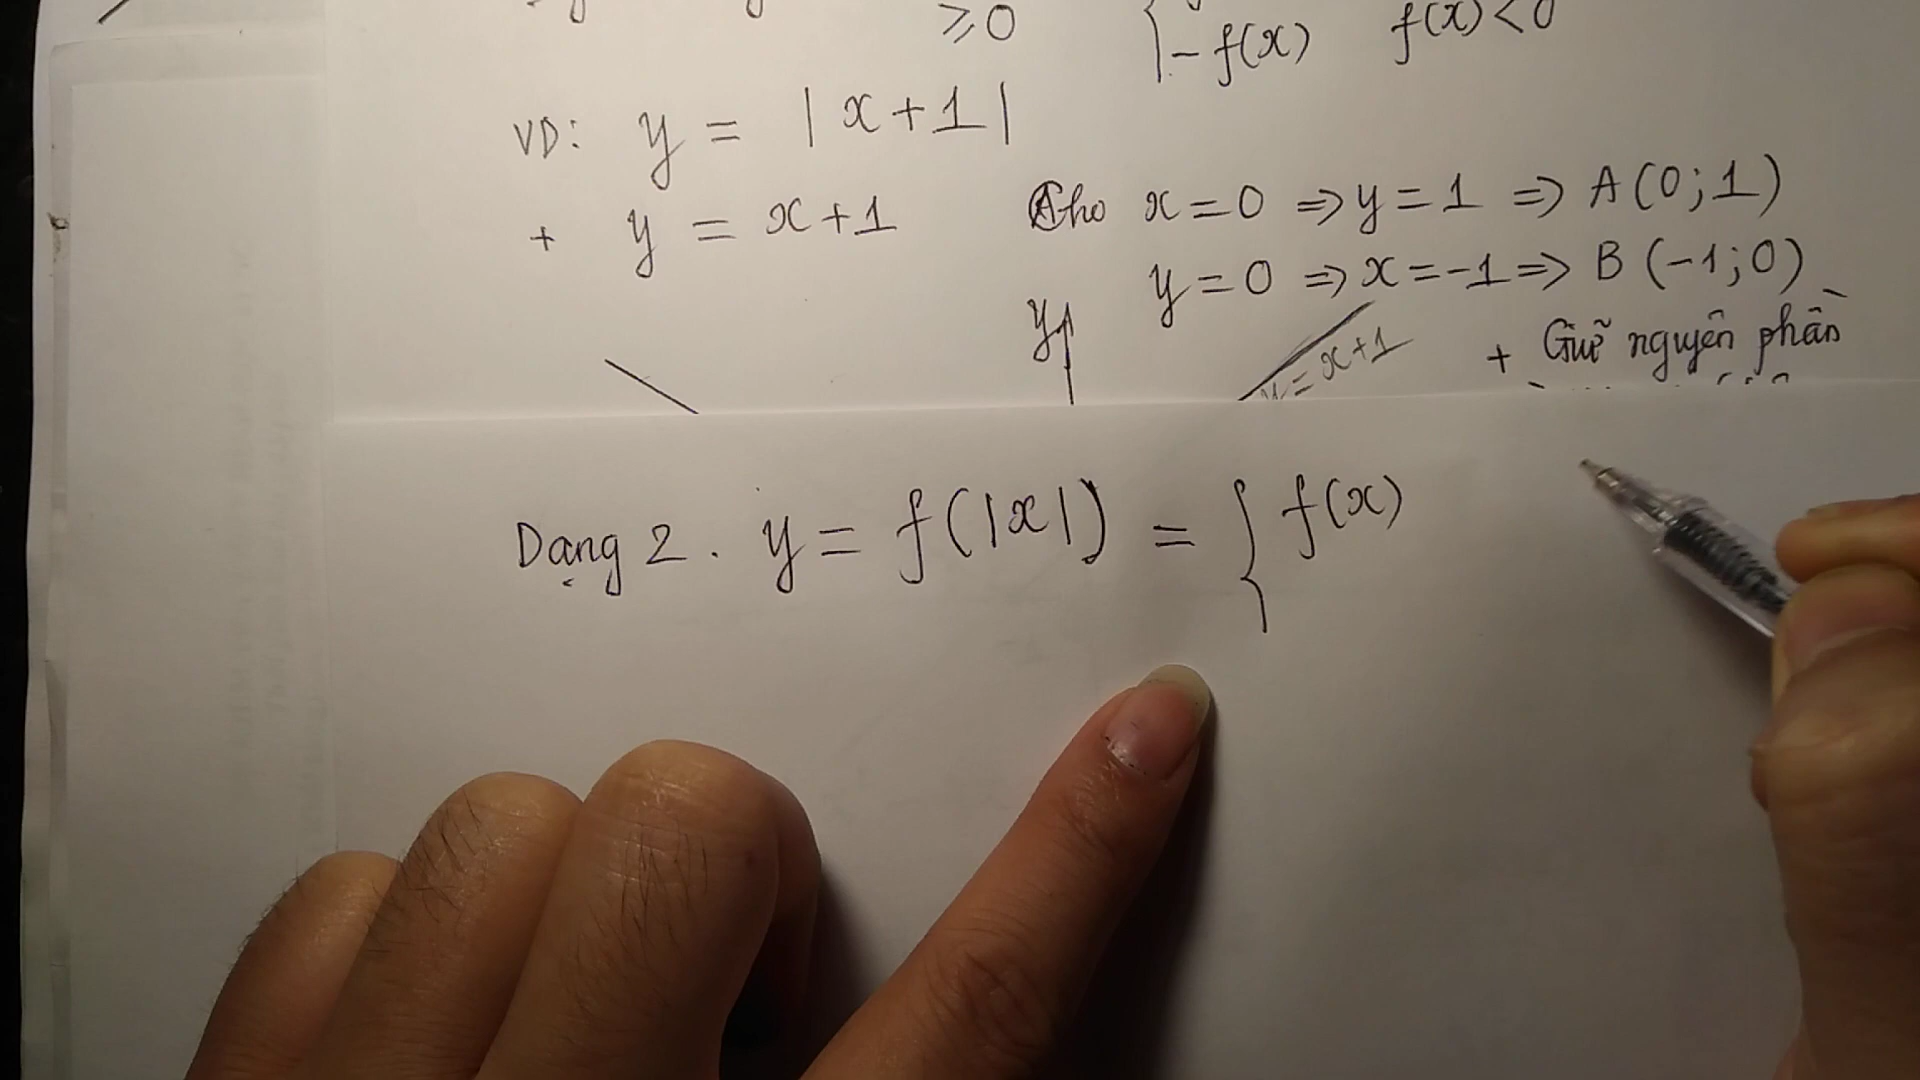 ≥0
− f(x) f(x) < 0
VD: y = |x+1|
+ y = x+1
Cho x=0 ⇒ y=1 ⇒ A(0;1)
y=0 ⇒ x=-1 ⇒ B(-1;0)
y
y = x+1
+ Giữ nguyên phần
Dạng 2. y = f(|x|) = { f(x)